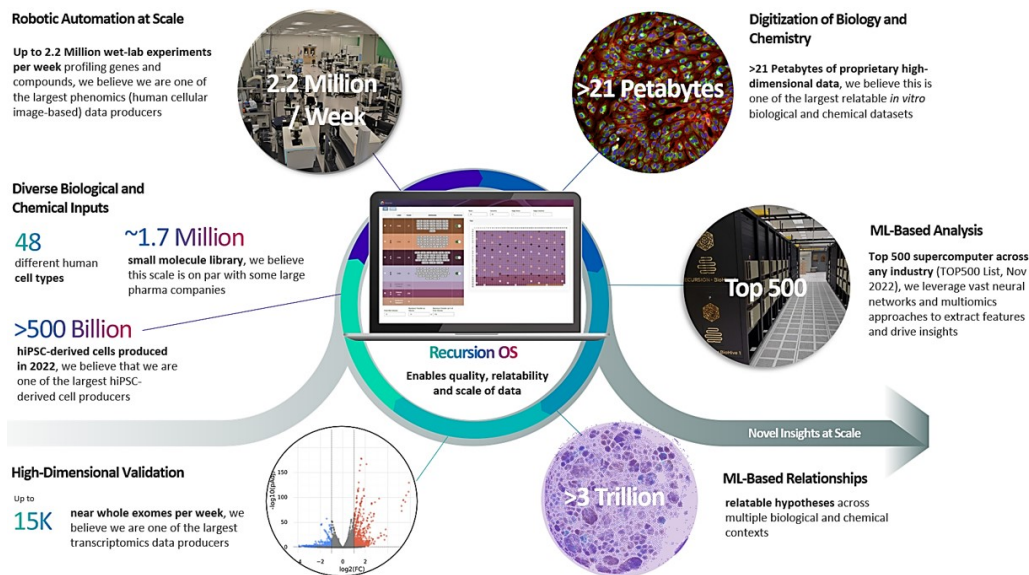 Robotic Automation at Scale
Up to 2.2 Million wet-lab experiments
per week profiling genes and
compounds, we believe we are one of
the largest phenomics (human cellular
image-based) data producers
2.2 Million
/ Week
>21 Petabytes
Digitization of Biology and
Chemistry
>21 Petabytes of proprietary high-
dimensional data, we believe this is
one of the largest relatable in vitro
biological and chemical datasets
Diverse Biological and
Chemical Inputs
48
different human
cell types
~1.7 Million
small molecule library, we believe
this scale is on par with some large
pharma companies
>500 Billion
hiPSC-derived cells produced
in 2022, we believe that we are
one of the largest hiPSC-
derived cell producers
Recursion OS
Enables quality, relatability
and scale of data
Top 500
ML-Based Analysis
Top 500 supercomputer across
any industry (TOP500 List, Nov
2022), we leverage vast neural
networks and multiomics
approaches to extract features
and drive insights
Novel Insights at Scale
High-Dimensional Validation
Up to
15K
near whole exomes per week, we
believe we are one of the largest
transcriptomics data producers
-log10(pAdj)
150
100
50
0
-4
-2
0
2
log2(FC)
>3 Trillion
ML-Based Relationships
relatable hypotheses across
multiple biological and chemical
contexts